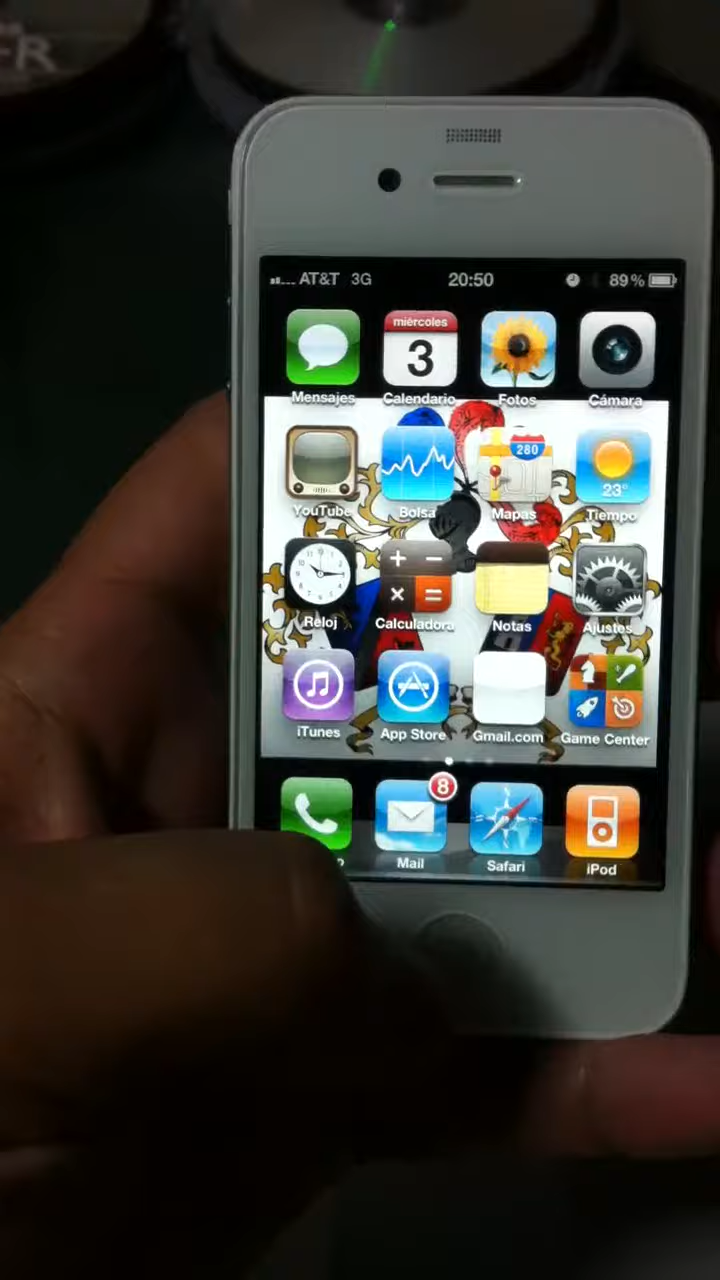 AT&T 3G 20:50 89%
miércoles
3
Mensajes Calendario Fotos Cámara
280
23°
YouTube Bolsa Mapas Tiempo
Reloj Calculadora Notas Ajustes
iTunes App Store Gmail.com Game Center
8
Mail Safari iPod